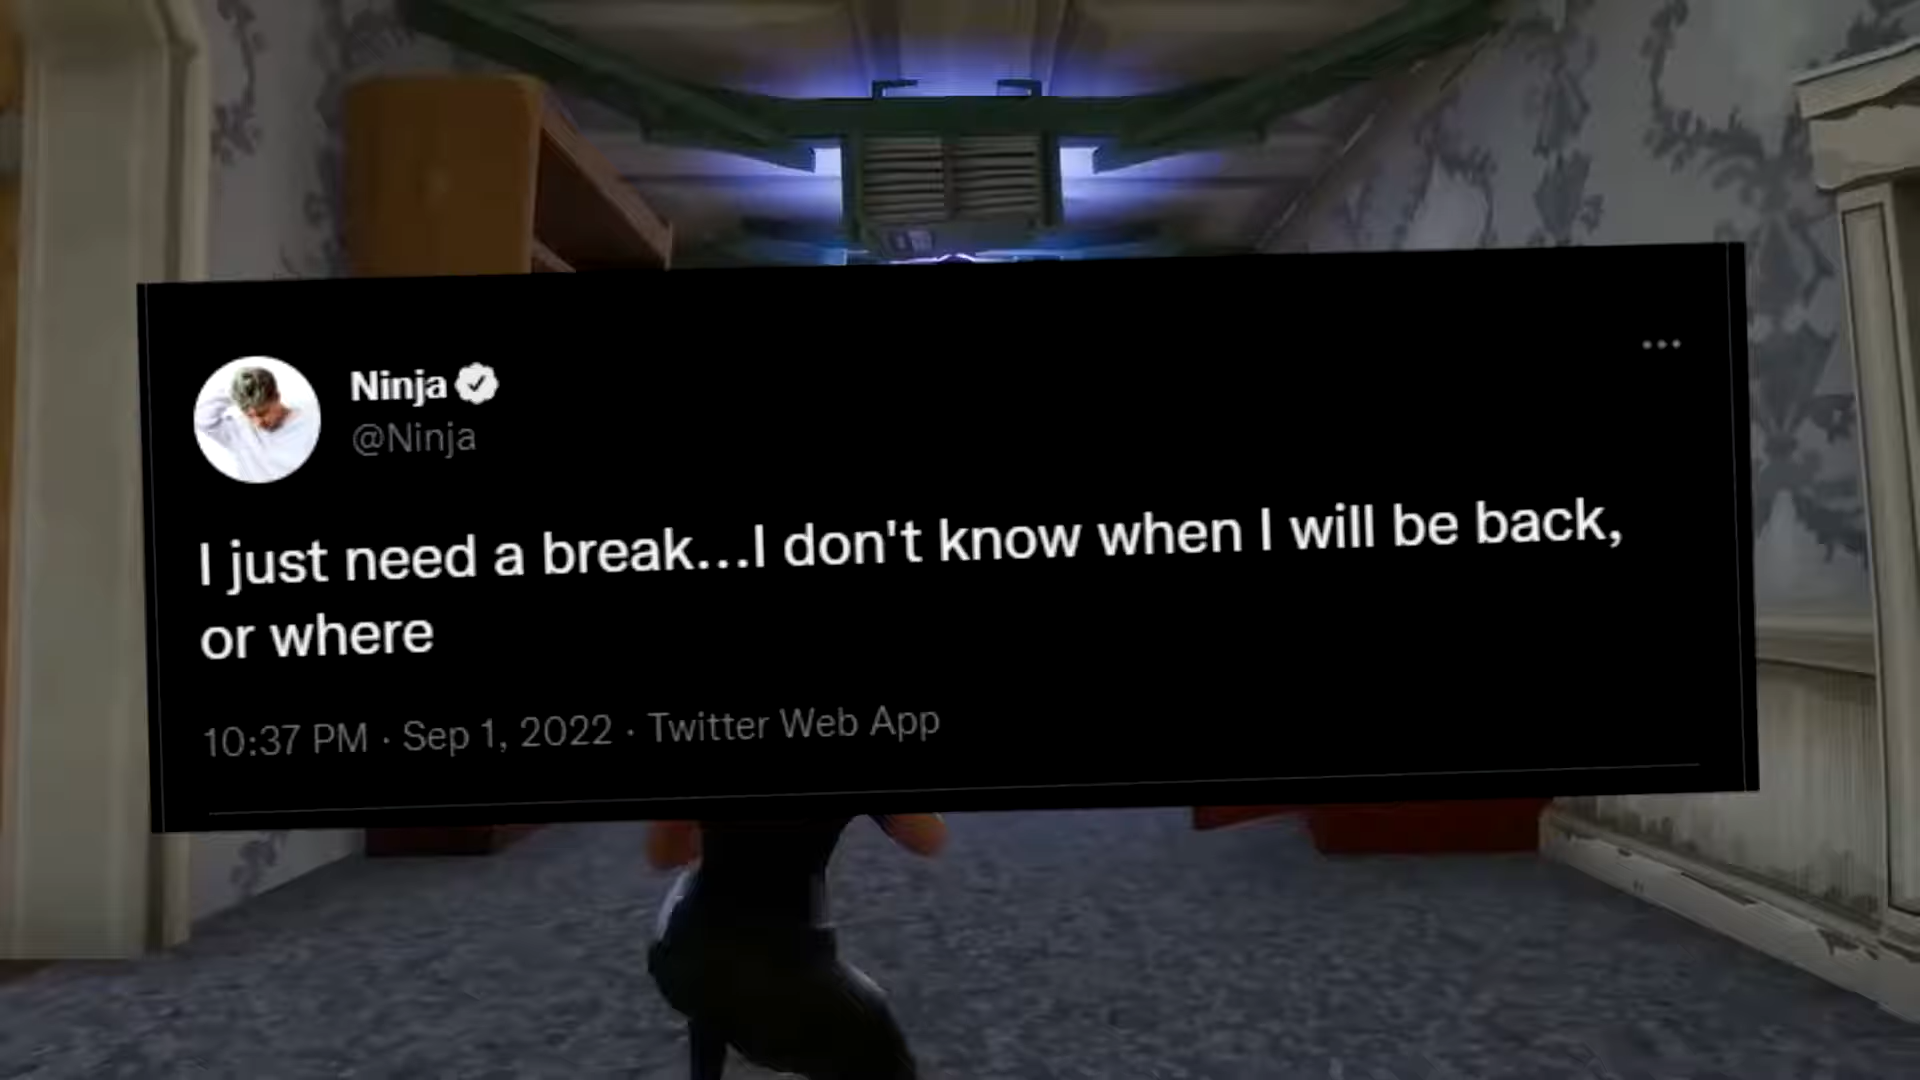 Ninja
@Ninja
I just need a break...I don't know when I will be back,
or where
10:37 PM · Sep 1, 2022 · Twitter Web App